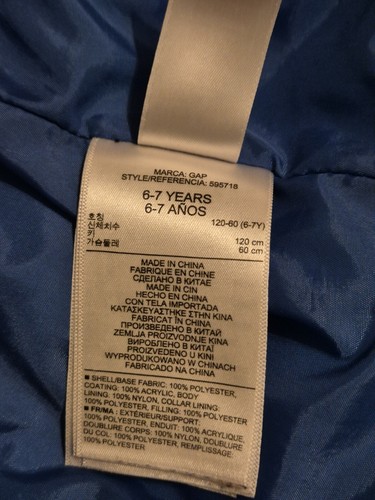 MARCA: GAP
STYLE/REFERENCIA: 595718
6-7 YEARS
6-7 AÑOS
호칭 120-60 (6-7Y)
신체치수
키 120 cm
가슴둘레 60 cm
MADE IN CHINA
FABRIQUE EN CHINE
СДЕЛАНО В КИТАЕ
MADE IN CIN
HECHO EN CHINA
CON TELA IMPORTADA
ΚΑΤΑΣΚΕΥΑΣΤΗΚΕ ΣΤΗΝ ΚΙΝΑ
FABRICAT ÎN CHINA
ПРОИЗВЕДЕНО В КИТАЙ
ZEMLJA PROIZVODNJE KINA
ВИРОБЛЕНО В КИТАЇ
PROIZVEDENO U KINI
WYPRODUKOWANO W CHINACH
FABRICADO EM CHINA
■ SHELL/BASE FABRIC: 100% POLYESTER,
COATING: 100% ACRYLIC, BODY
LINING: 100% NYLON, COLLAR LINING:
100% POLYESTER, FILLING: 100%
POLYESTER
■ FR/MA : EXTÉRIEUR/SUPPORT:
100% POLYESTER, ENDUIT: 100% ACRYLIQUE,
DOUBLURE CORPS: 100% NYLON, DOUBLURE
DU COL: 100% POLYESTER, REMPLISSAGE:
100% POLYESTER